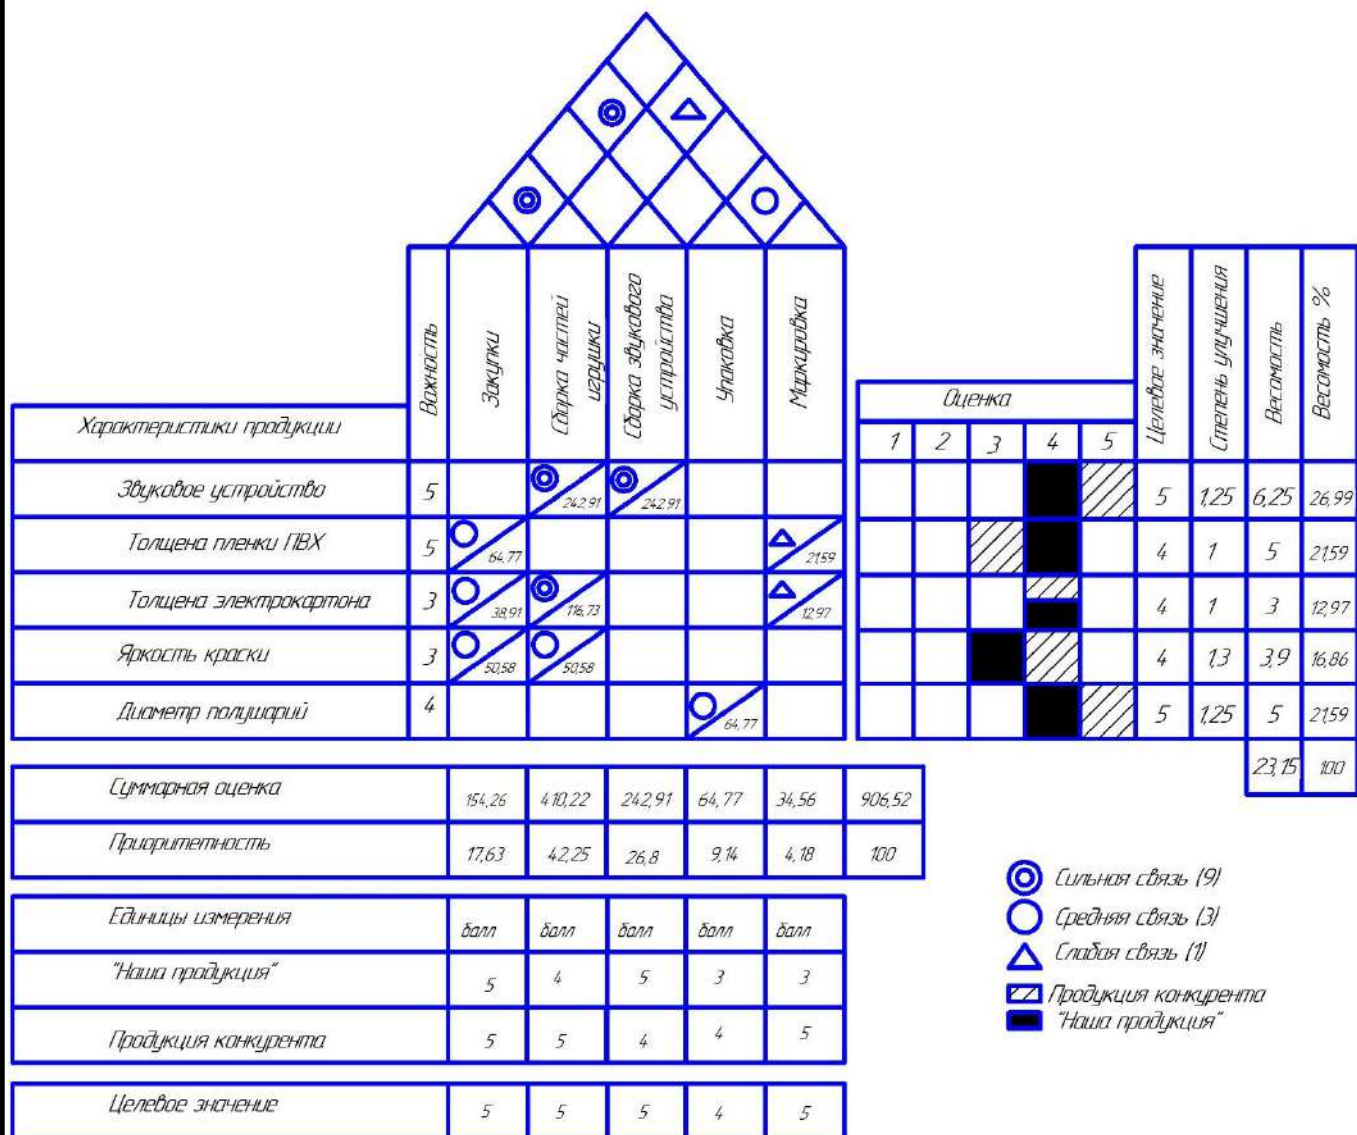 Важность
Закупки
Сборка частей
игрушки
Сборка звукового
устройства
Упаковка
Маркировка
Целевое значение
Степень улучшения
Весомость
Весомость %
Характеристики продукции
Оценка
1 2 3 4 5
Звуковое устройство 5 242,91 242,91 5 1,25 6,25 26,99
Толщена пленки ПВХ 5 64,77 21,59 4 1 5 21,59
Толщена электрокартона 3 38,91 116,73 12,97 4 1 3 12,97
Яркость краски 3 50,58 50,58 4 1,3 3,9 16,86
Диаметр полушарий 4 64,77 5 1,25 5 21,59
23,15 100
Суммарная оценка 154,26 410,22 242,91 64,77 34,56 906,52
Приоритетность 17,63 42,25 26,8 9,14 4,18 100
Единицы измерения балл балл балл балл балл
"Наша продукция" 5 4 5 3 3
Продукция конкурента 5 5 4 4 5
Целевое значение 5 5 5 4 5
Сильная связь (9)
Средняя связь (3)
Слабая связь (1)
Продукция конкурента
"Наша продукция"